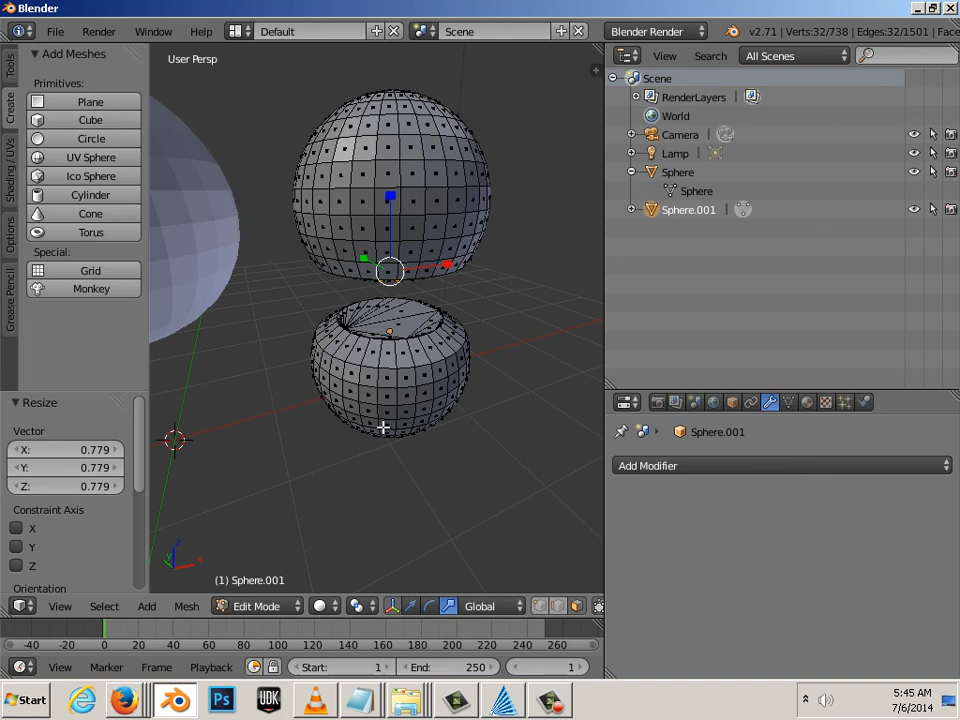 Blender
File Render Window Help Default Scene Blender Render v2.71 | Verts:32/738 | Edges:32/1501 | Face
Add Meshes
Primitives:
Plane
Cube
Circle
UV Sphere
Ico Sphere
Cylinder
Cone
Torus
Special:
Grid
Monkey
Tools
Create
Shading / UVs
Options
Grease Pencil
Resize
Vector
X: 0.779
Y: 0.779
Z: 0.779
Constraint Axis
X
Y
Z
Orientation
User Persp
(1) Sphere.001
View Select Add Mesh Edit Mode Global
-40 -20 0 20 40 60 80 100 120 140 160 180 200 220 240 260
View Marker Frame Playback Start: 1 End: 250 1
View Search All Scenes
Scene
RenderLayers
World
Camera
Lamp
Sphere
Sphere
Sphere.001
Sphere.001
Add Modifier
Start
Ps
UDK
5:45 AM
7/6/2014